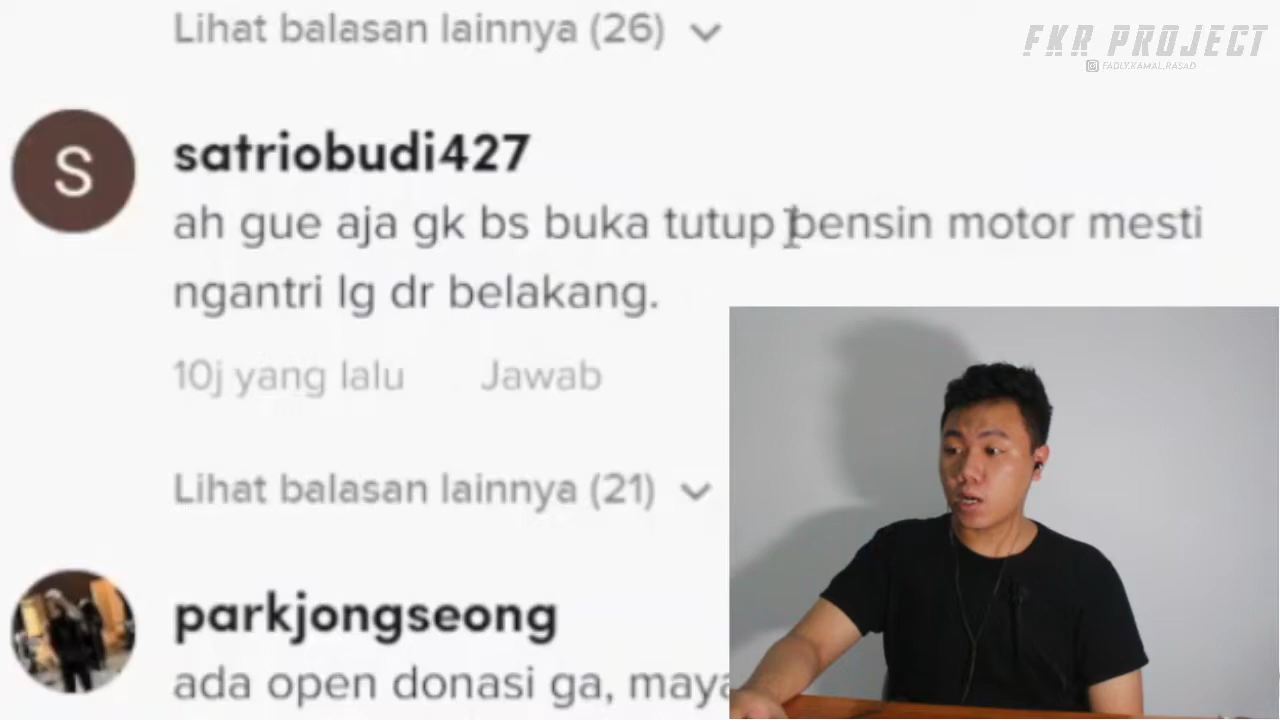 Lihat balasan lainnya (26)
FKR PROJECT
FADLY.KAMAL.RASAD
satriobudi427
ah gue aja gk bs buka tutup bensin motor mesti
ngantri lg dr belakang.
10j yang lalu Jawab
Lihat balasan lainnya (21)
parkjongseong
ada open donasi ga,